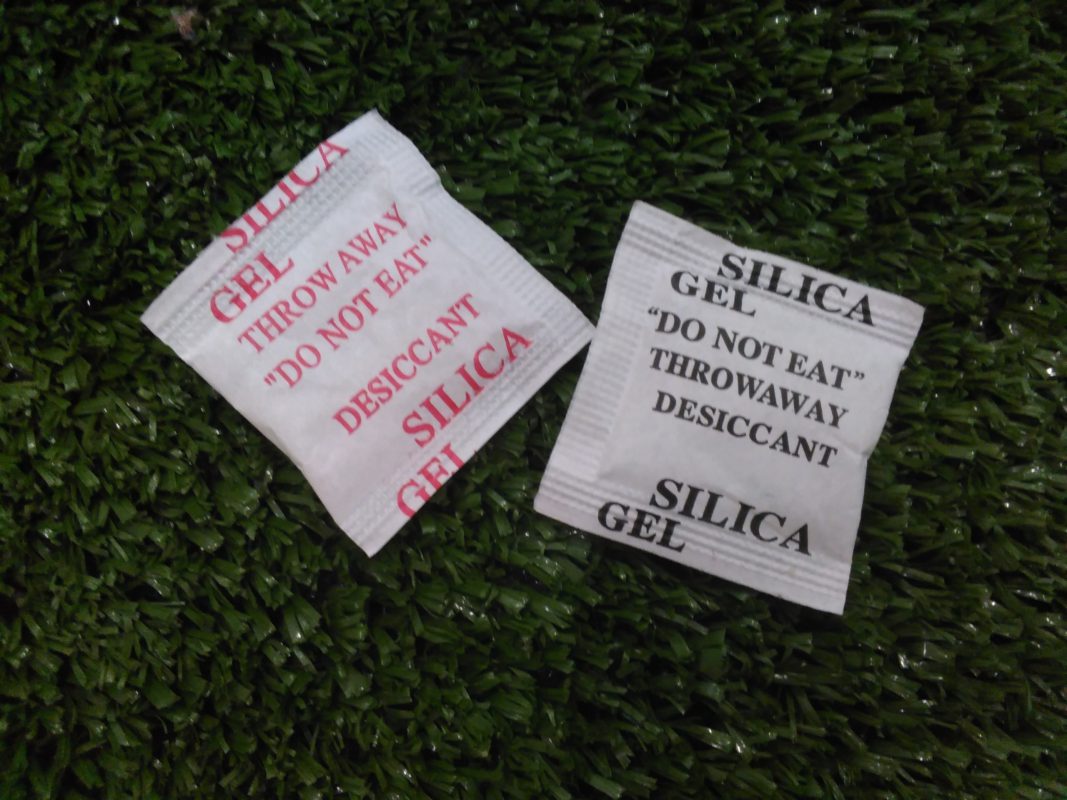 SILICA
GEL
THROW AWAY
"DO NOT EAT"
DESICCANT
SILICA
GEL
SILICA
GEL
“DO NOT EAT”
THROWAWAY
DESICCANT
SILICA
GEL